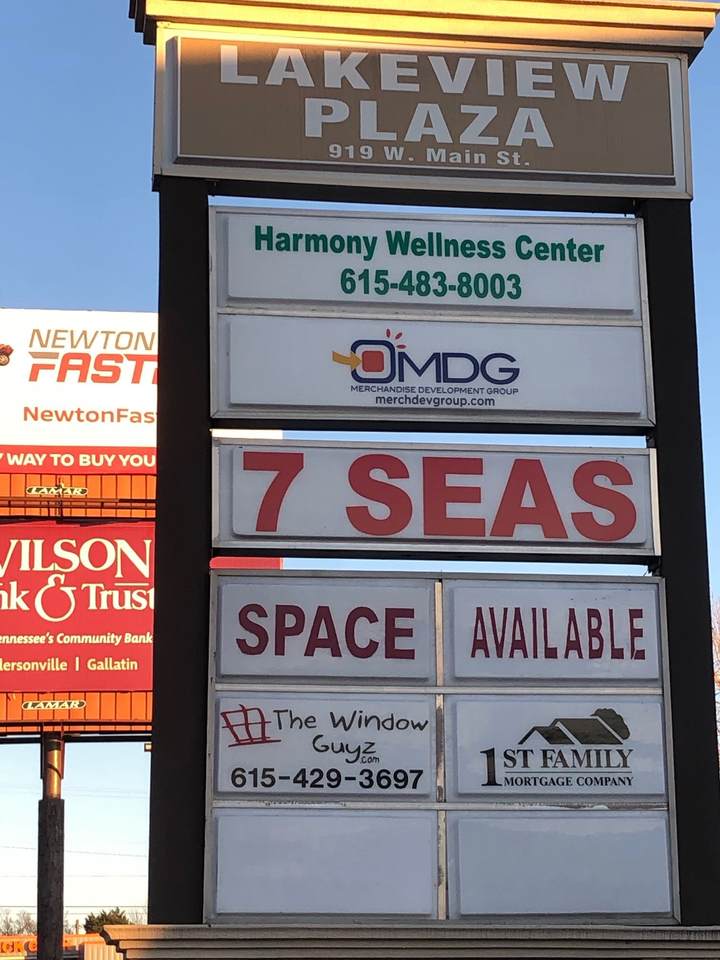 LAKEVIEW
PLAZA
919 W. Main St.
Harmony Wellness Center
615-483-8003
MDG
MERCHANDISE DEVELOPMENT GROUP
merchdevgroup.com
7 SEAS
SPACE AVAILABLE
The Window
Guyz
.com
615-429-3697
1ST FAMILY
MORTGAGE COMPANY
NEWTON
FAST
NewtonFas
WAY TO BUY YOU
LAMAR
WILSON
nk & Trust
ennessee's Community Bank
lersonville | Gallatin
LAMAR